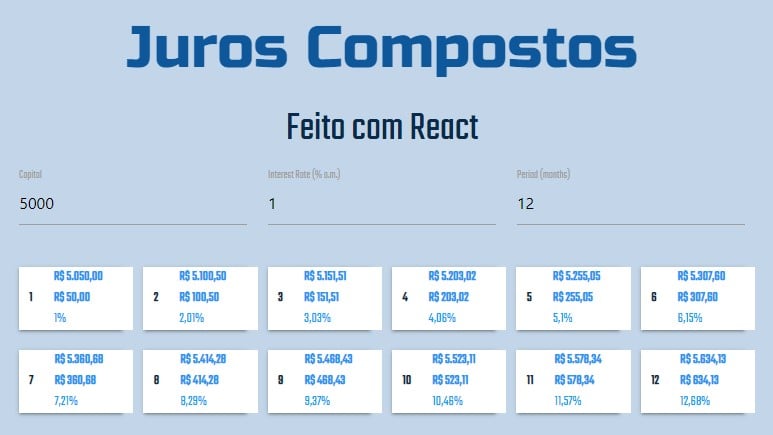 Juros Compostos
Feito com React
Capital
Interest Rate (% a.m.)
Period (months)
5000
1
12
1
R$ 5.050,00
R$ 50,00
1%
2
R$ 5.100,50
R$ 100,50
2,01%
3
R$ 5.151,51
R$ 151,51
3,03%
4
R$ 5.203,02
R$ 203,02
4,06%
5
R$ 5.255,05
R$ 255,05
5,1%
6
R$ 5.307,60
R$ 307,60
6,15%
7
R$ 5.360,68
R$ 360,68
7,21%
8
R$ 5.414,28
R$ 414,28
8,29%
9
R$ 5.468,43
R$ 468,43
9,37%
10
R$ 5.523,11
R$ 523,11
10,46%
11
R$ 5.578,34
R$ 578,34
11,57%
12
R$ 5.634,13
R$ 634,13
12,68%